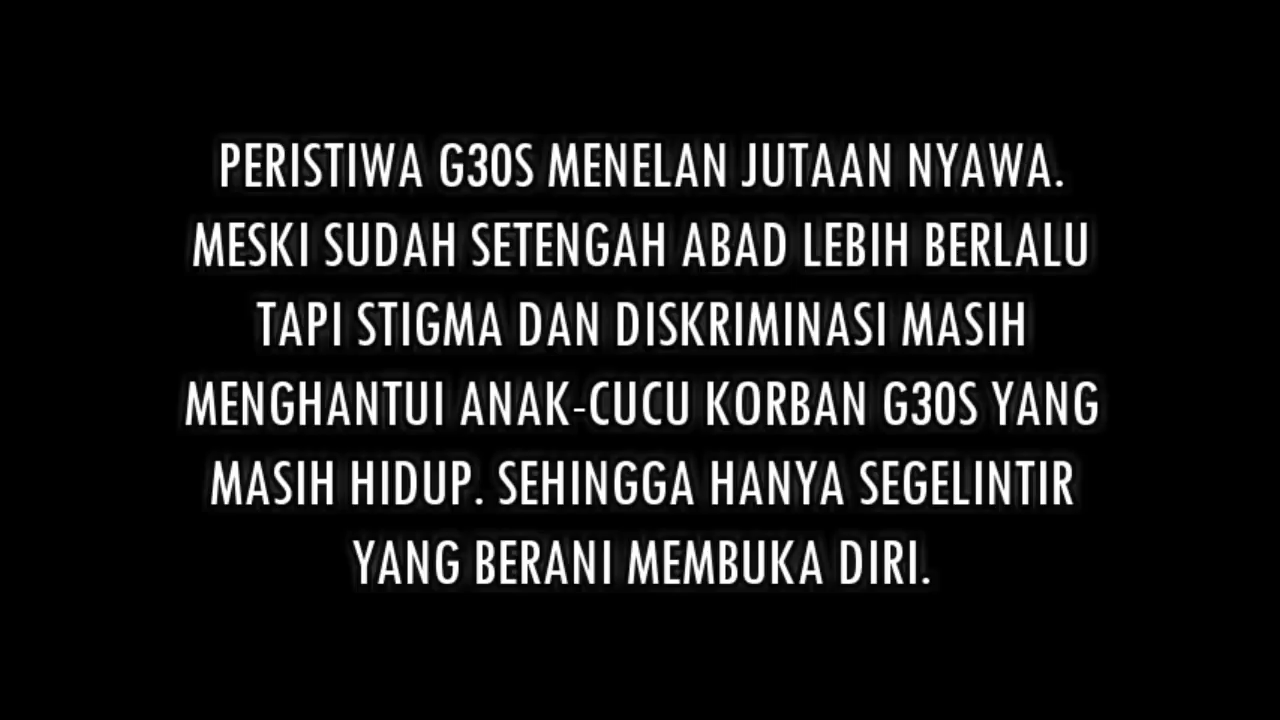 PERISTIWA G30S MENELAN JUTAAN NYAWA.
MESKI SUDAH SETENGAH ABAD LEBIH BERLALU
TAPI STIGMA DAN DISKRIMINASI MASIH
MENGHANTUI ANAK-CUCU KORBAN G30S YANG
MASIH HIDUP. SEHINGGA HANYA SEGELINTIR
YANG BERANI MEMBUKA DIRI.